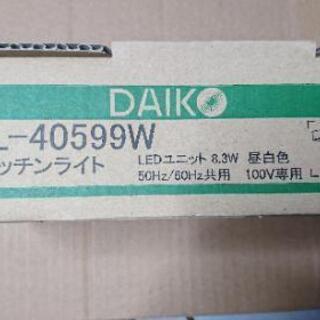 DAIKO
L-40599W
ッチンライト
LEDユニット 8.3W 昼白色
50Hz/60Hz共用 100V専用